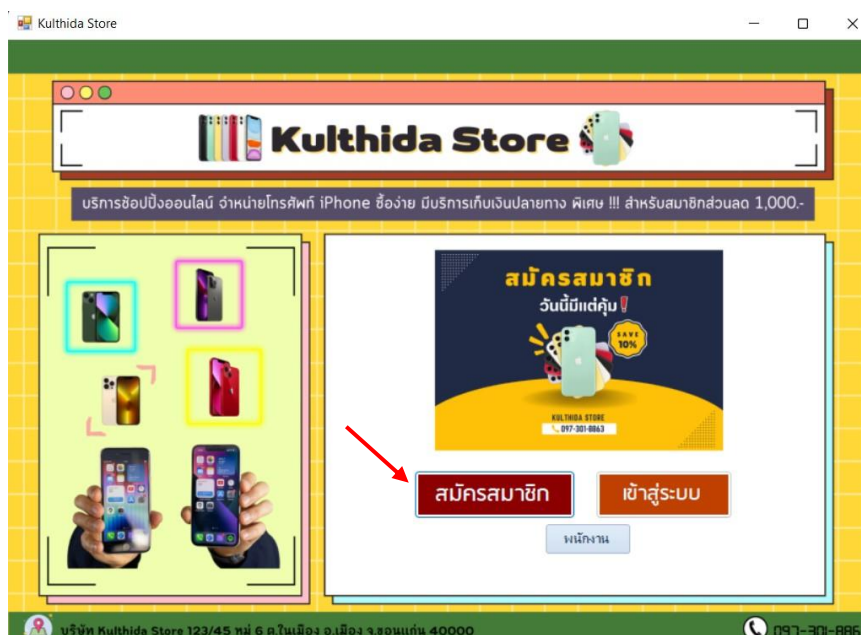 Kulthida Store
Kulthida Store
บริการช้อปปิ้งออนไลน์ จำหน่ายโทรศัพท์ iPhone ซื้อง่าย มีบริการเก็บเงินปลายทาง พิเศษ !!! สำหรับสมาชิกส่วนลด 1,000.-
สมัครสมาชิก
วันนี้มีแต่คุ้ม!
SAVE
10%
KULTHIDA STORE
097-301-8863
สมัครสมาชิก
เข้าสู่ระบบ
พนักงาน
บริษัท Kulthida Store 123/45 หมู่ 6 ต.ในเมือง อ.เมือง จ.ขอนแก่น 40000
097-301-886